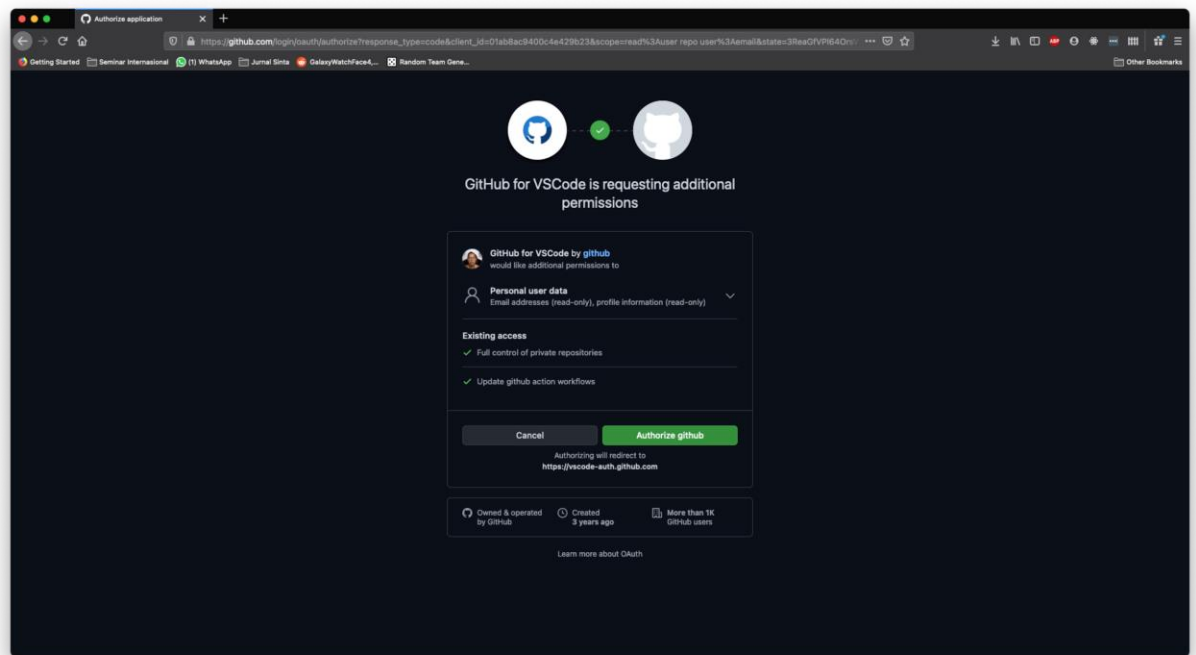 Authorize application
https://github.com/login/oauth/authorize?response_type=code&client_id=01ab8ac9400c4e429b23&scope=read%3Auser repo user%3Aemail&state=
Getting Started Seminar Internasional (1) WhatsApp Jurnal Sinta GalaxyWatchFace4,... Random Team Gene... Other Bookmarks
GitHub for VSCode is requesting additional
permissions
GitHub for VSCode by github
would like additional permissions to
Personal user data
Email addresses (read-only), profile information (read-only)
Existing access
Full control of private repositories
Update github action workflows
Cancel Authorize github
Authorizing will redirect to
https://vscode-auth.github.com
Owned & operated
by GitHub
Created
3 years ago
More than 1K
GitHub users
Learn more about OAuth